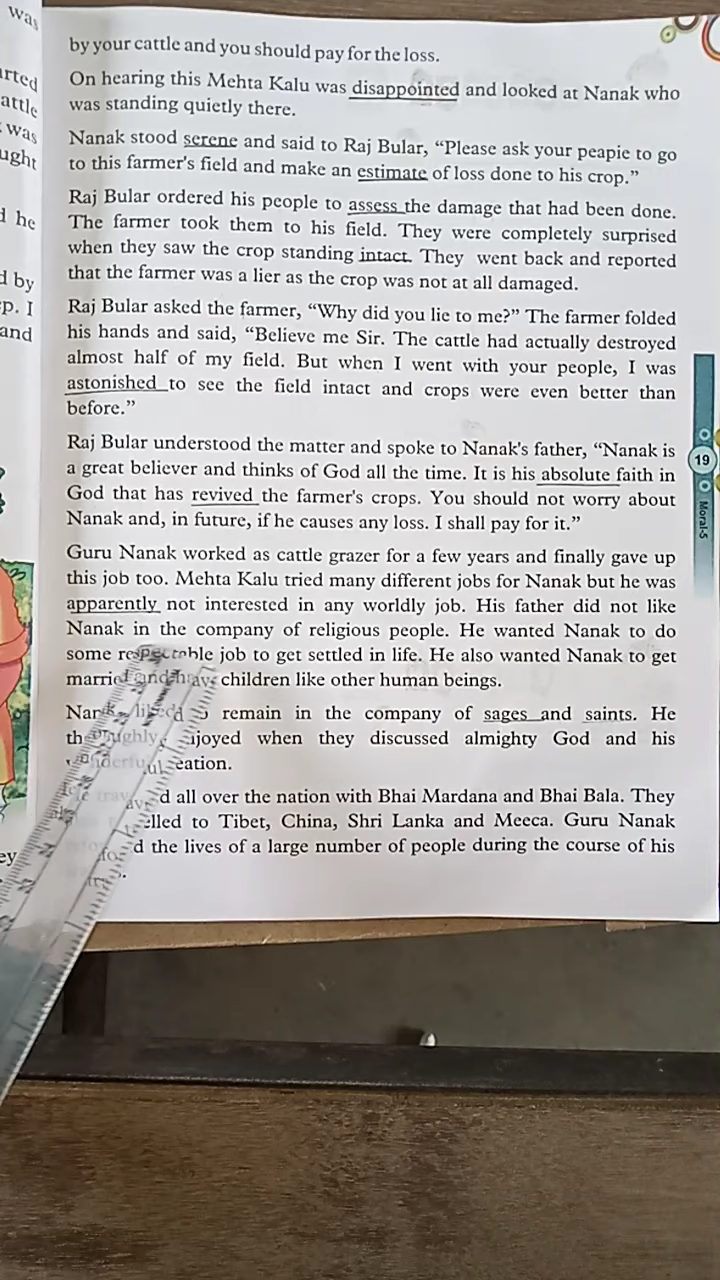 was
arted
attle
was
ught
d he
d by
p. I
and
ey
by your cattle and you should pay for the loss.
On hearing this Mehta Kalu was disappointed and looked at Nanak who
was standing quietly there.
Nanak stood serene and said to Raj Bular, “Please ask your peapie to go
to this farmer's field and make an estimate of loss done to his crop.”
Raj Bular ordered his people to assess the damage that had been done.
The farmer took them to his field. They were completely surprised
when they saw the crop standing intact. They went back and reported
that the farmer was a lier as the crop was not at all damaged.
Raj Bular asked the farmer, “Why did you lie to me?” The farmer folded
his hands and said, “Believe me Sir. The cattle had actually destroyed
almost half of my field. But when I went with your people, I was
astonished to see the field intact and crops were even better than
before.”
Raj Bular understood the matter and spoke to Nanak's father, “Nanak is
a great believer and thinks of God all the time. It is his absolute faith in
God that has revived the farmer's crops. You should not worry about
Nanak and, in future, if he causes any loss. I shall pay for it.”
Guru Nanak worked as cattle grazer for a few years and finally gave up
this job too. Mehta Kalu tried many different jobs for Nanak but he was
apparently not interested in any worldly job. His father did not like
Nanak in the company of religious people. He wanted Nanak to do
some respectable job to get settled in life. He also wanted Nanak to get
married and have children like other human beings.
remain in the company of sages and saints. He
when they discussed almighty God and his
all over the nation with Bhai Mardana and Bhai Bala. They
to Tibet, China, Shri Lanka and Meeca. Guru Nanak
the lives of a large number of people during the course of his
19
Moral-5